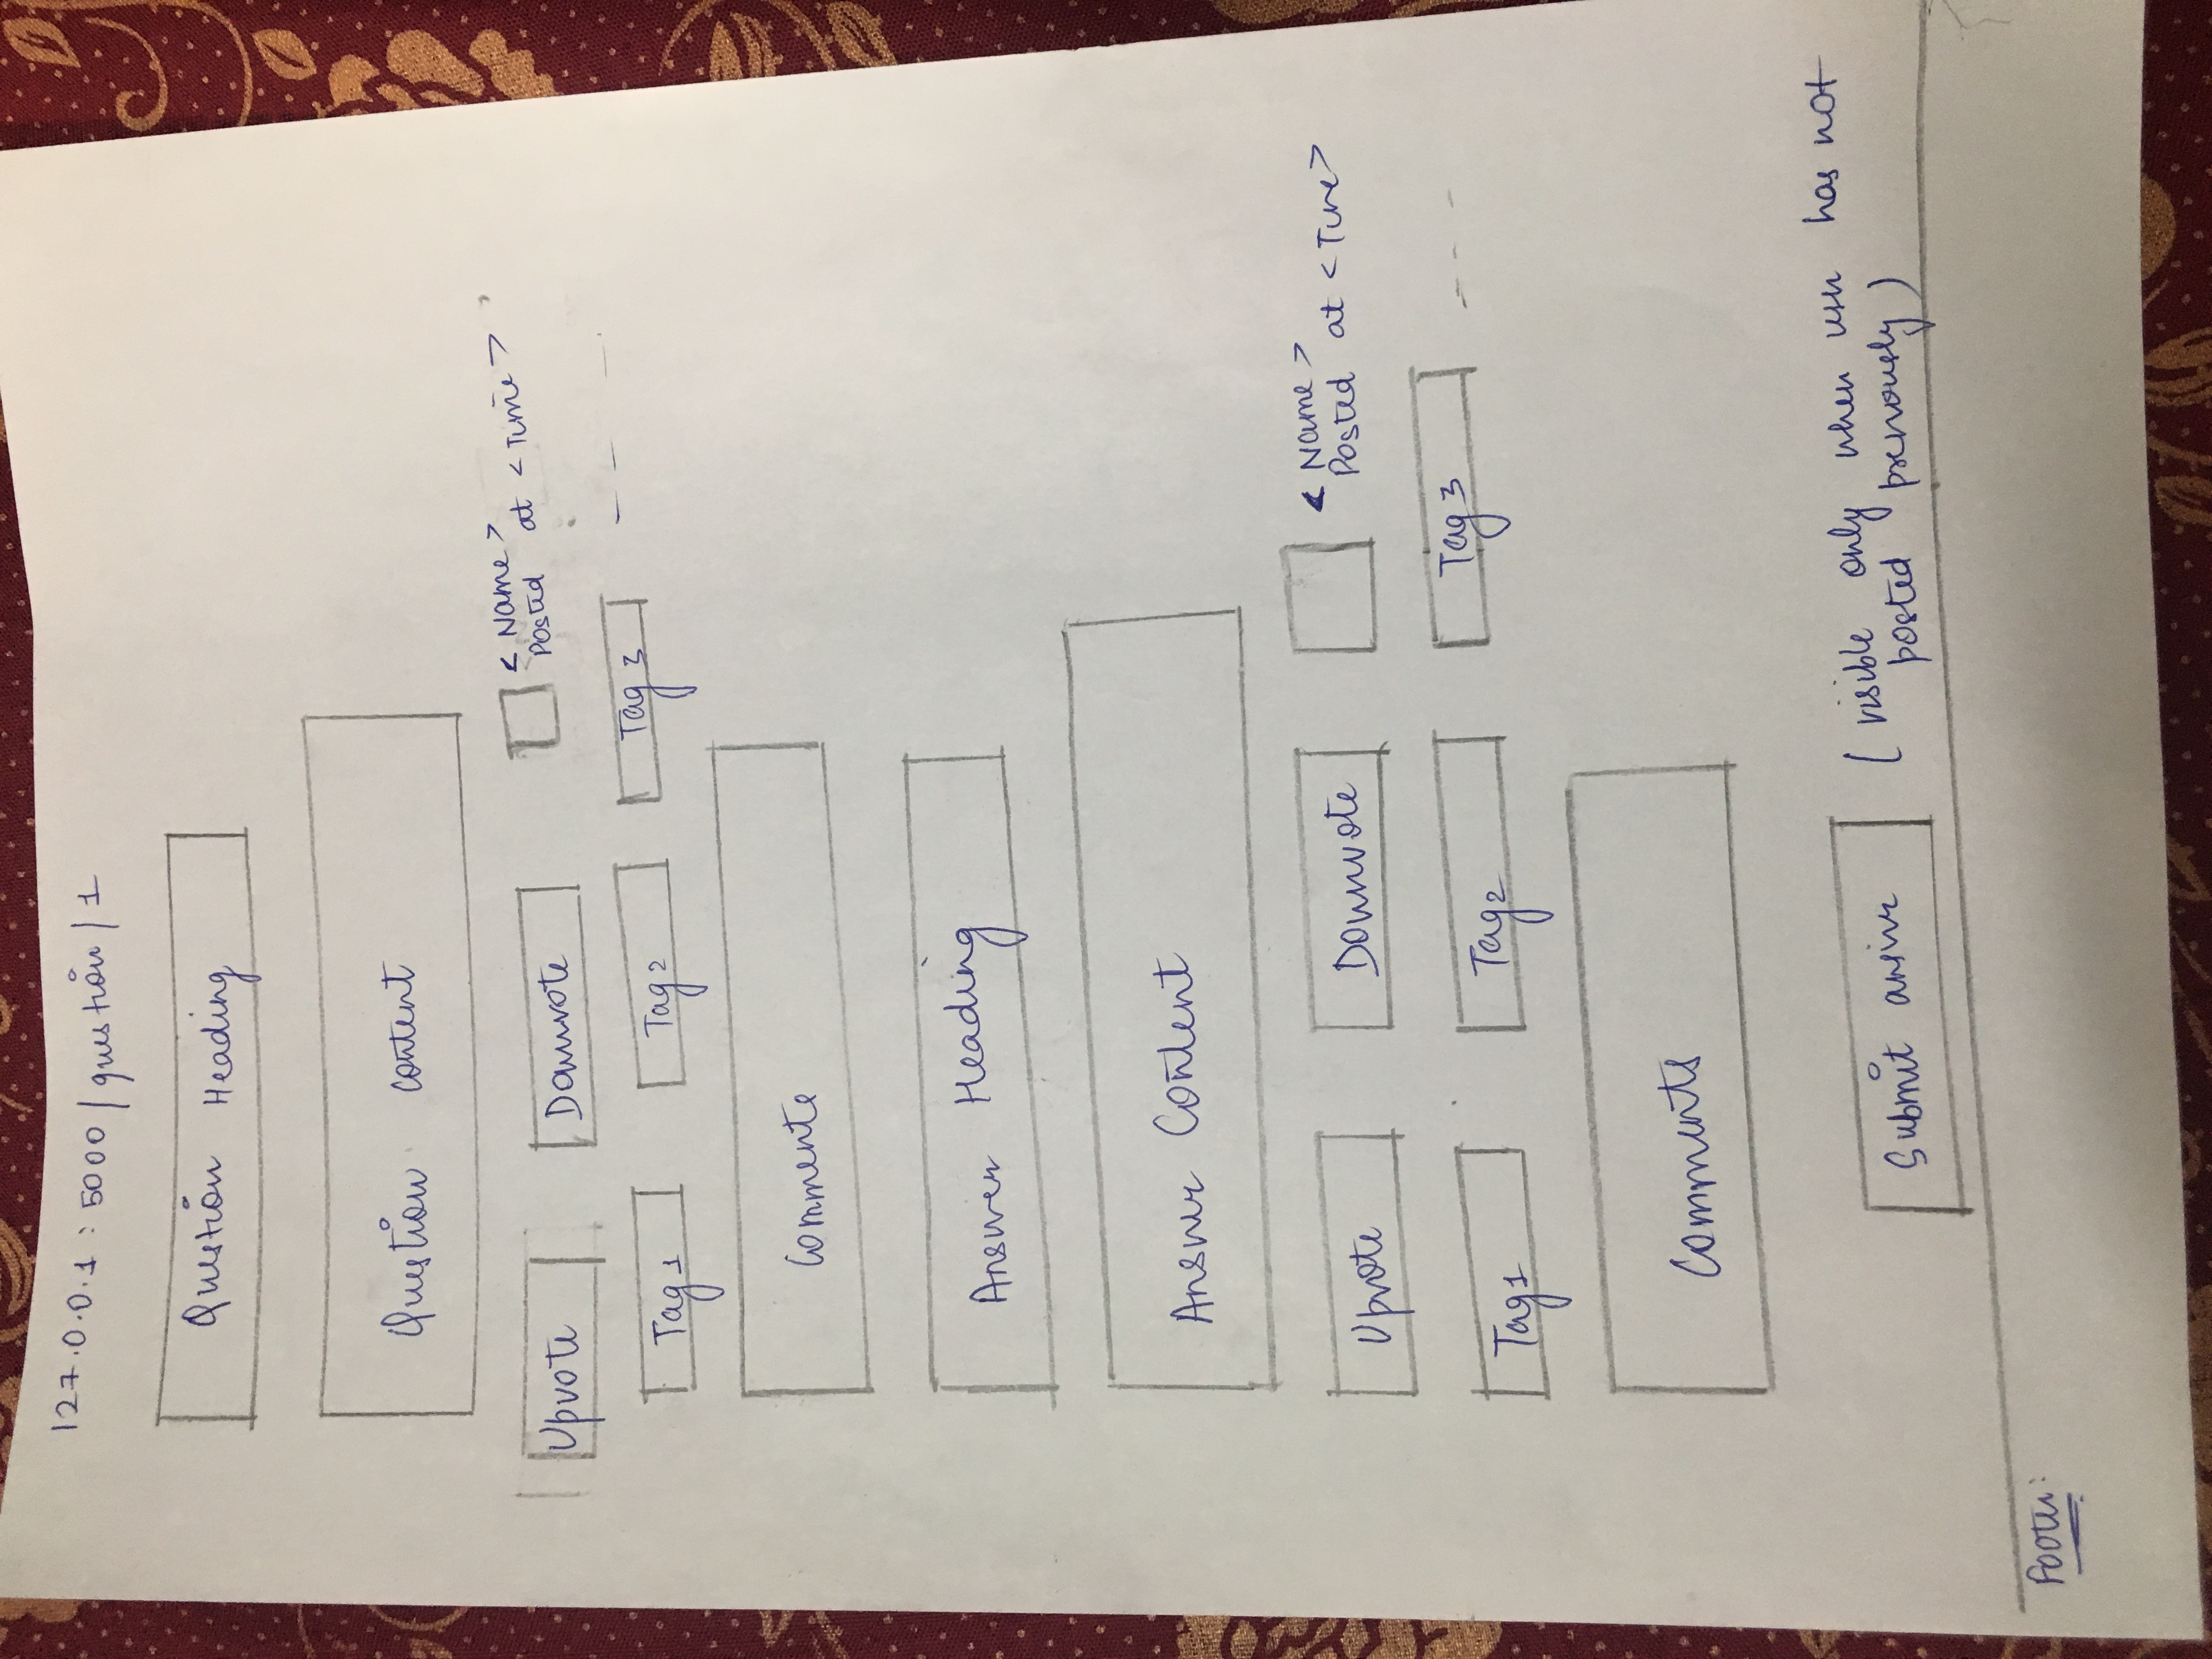 127.0.0.1 : 5000 / question / 1
Question Heading
Question Content
Upvote Downvote
< Name >
Posted at < Time >
Tag 1 Tag 2 Tag 3 - - -
Comments
Answer Heading
Answer Content
Upvote Downvote
< Name >
Posted at < Time >
Tag 1 Tag 2 Tag 3 - - -
Comments
Submit answer
( visible only when user has not
posted previously )
Footer: